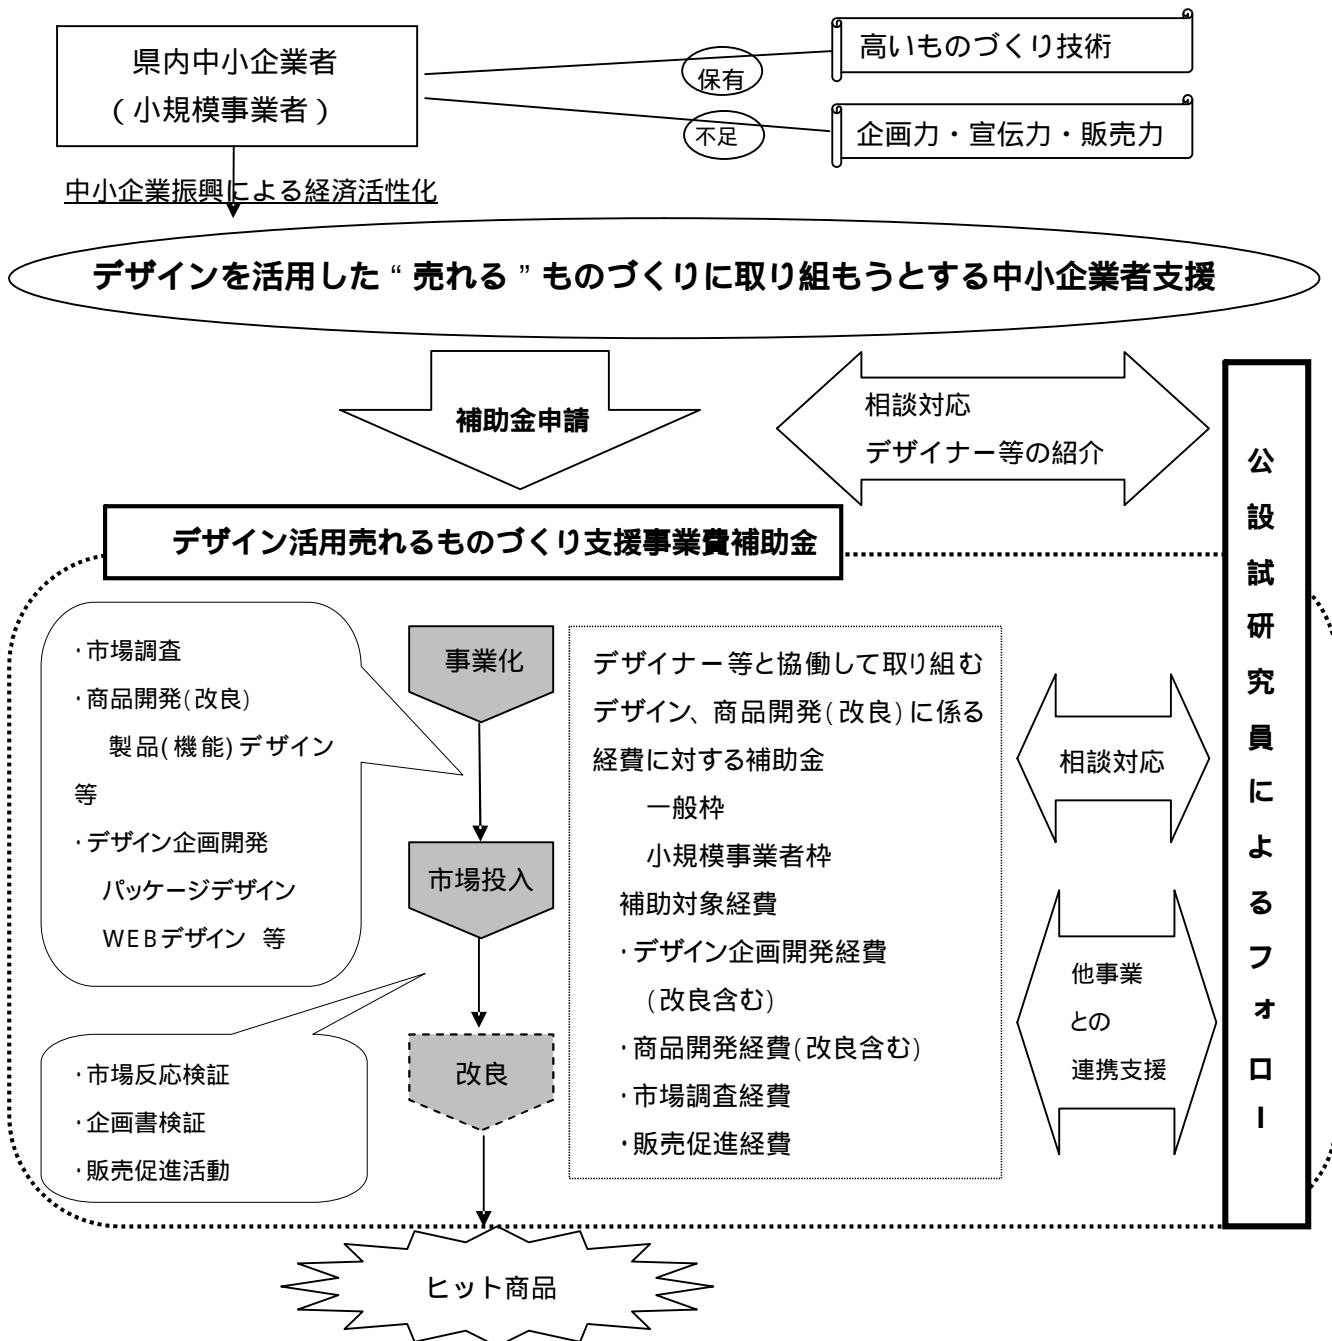 県内中小企業者
(小規模事業者)
保有
高いものづくり技術
不足
企画力・宣伝力・販売力
中小企業振興による経済活性化
デザインを活用した“売れる”ものづくりに取り組もうとする中小企業者支援
補助金申請
相談対応
デザイナー等の紹介
デザイン活用売れるものづくり支援事業費補助金
・市場調査
・商品開発(改良)
製品(機能)デザイン
等
・デザイン企画開発
パッケージデザイン
WEBデザイン 等
事業化
市場投入
改良
・市場反応検証
・企画書検証
・販売促進活動
デザイナー等と協働して取り組む
デザイン、商品開発(改良)に係る
経費に対する補助金
一般枠
小規模事業者枠
補助対象経費
・デザイン企画開発経費
(改良含む)
・商品開発経費(改良含む)
・市場調査経費
・販売促進経費
相談対応
他事業
との
連携支援
公設試研究員によるフォロー
ヒット商品